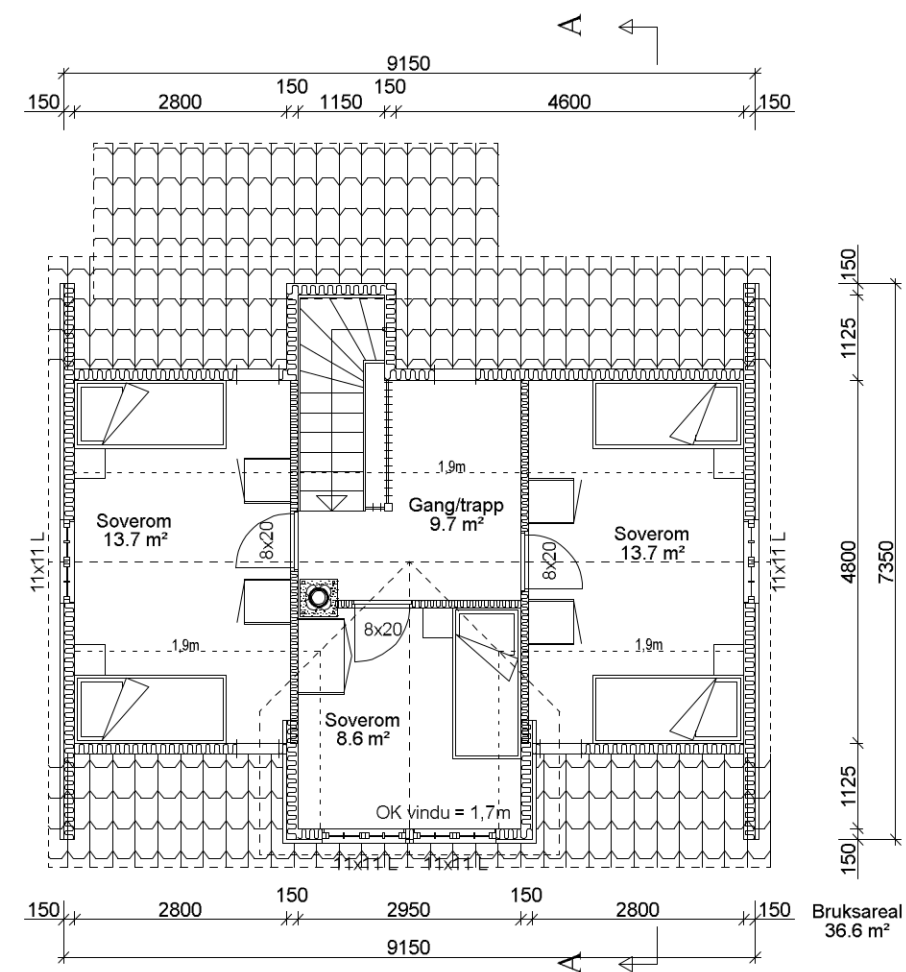 A
9150
150 150
150 2800 1150 4600 150
150
1125
1,9m
Gang/trapp
9.7 m²
Soverom
13.7 m²
Soverom
13.7 m²
11x11 L
8x20
8x20
11x11 L
4800
7350
8x20
1,9m
1,9m
Soverom
8.6 m²
OK vindu = 1,7m
1125
11x11 L 11x11 L
150
150 150
150 2800 2950 2800 150
Bruksareal
36.6 m²
9150
A